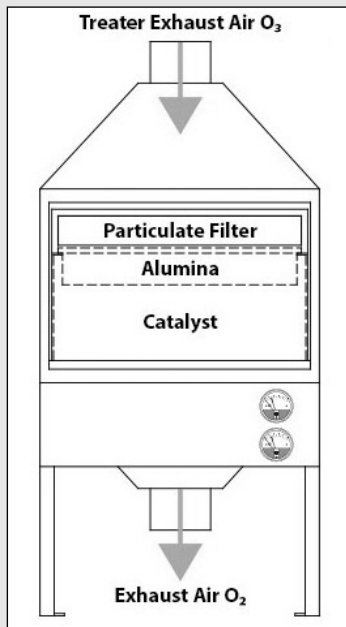 Treater Exhaust Air O₃
Particulate Filter
Alumina
Catalyst
Exhaust Air O₂